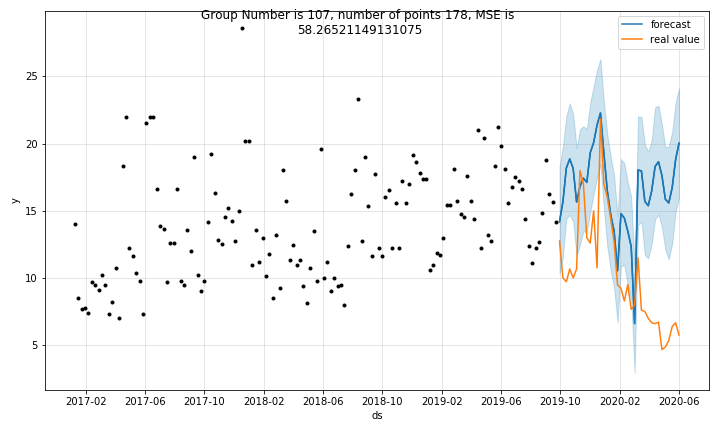 Group Number is 107, number of points 178, MSE is
58.26521149131075
forecast
real value
25
20
15
10
5
y
2017-02 2017-06 2017-10 2018-02 2018-06 2018-10 2019-02 2019-06 2019-10 2020-02 2020-06
ds